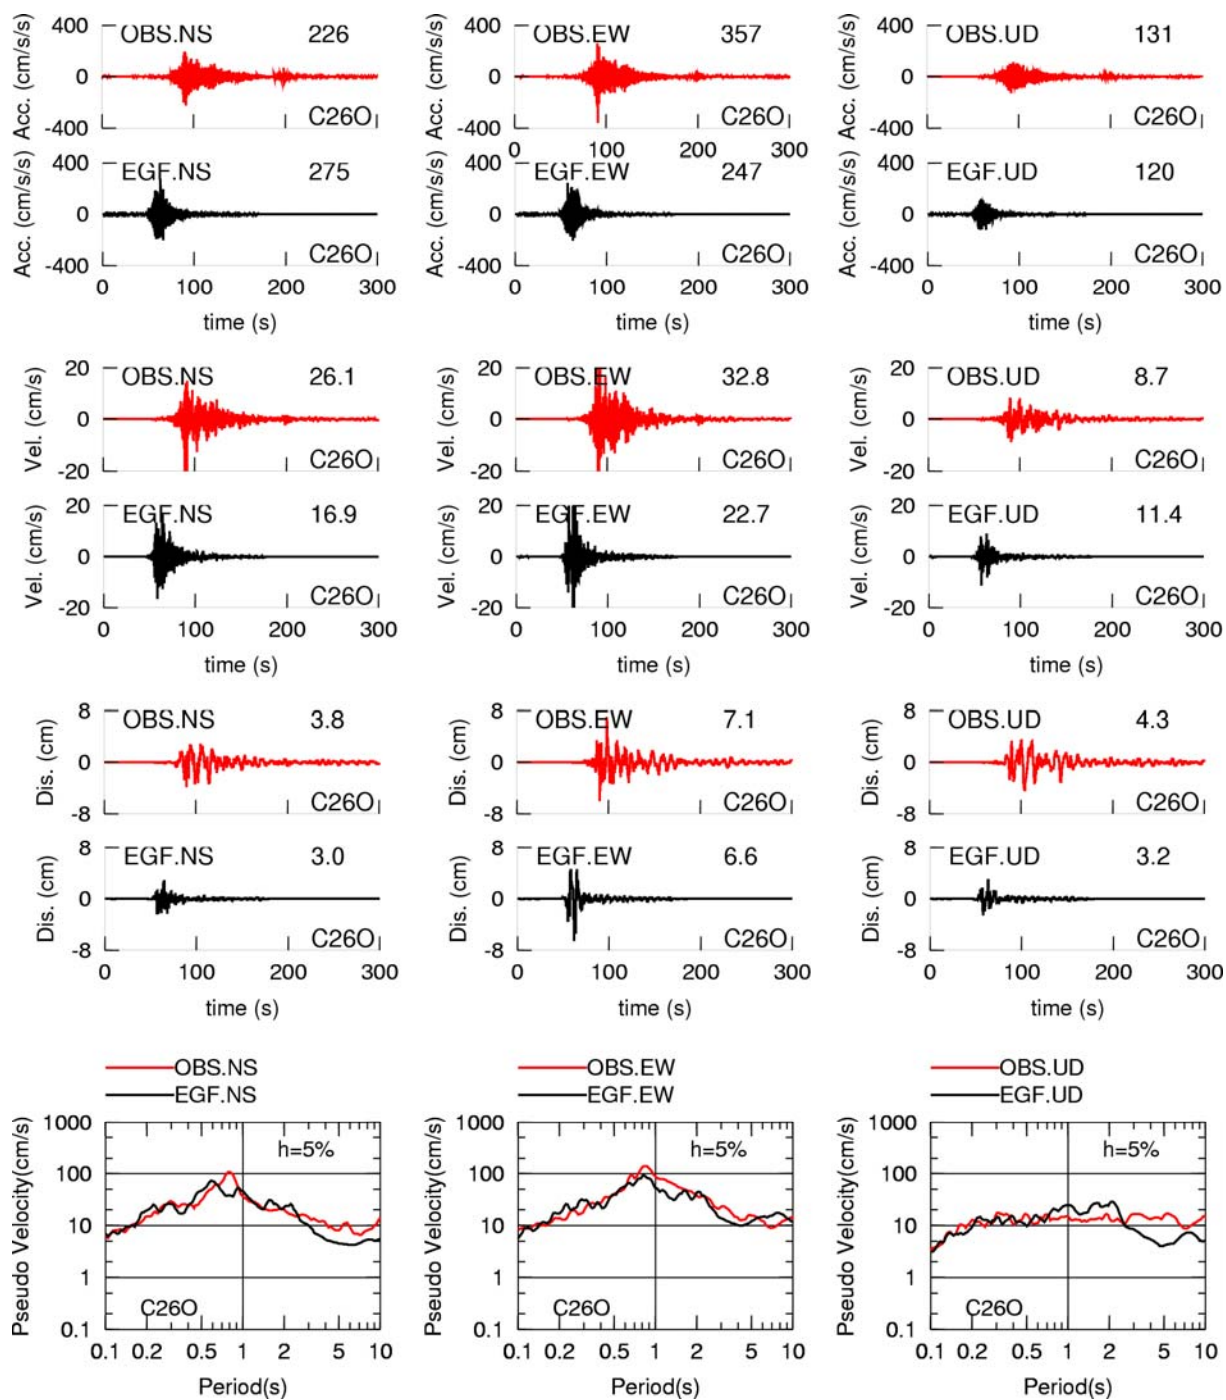 400 OBS.NS 226 400 OBS.EW 357 400 OBS.UD 131
Acc. (cm/s/s) 0 Acc. (cm/s/s) 0 Acc. (cm/s/s) 0
-400 C26O -400 C26O -400 C26O
0 100 200 300
400 EGF.NS 275 400 EGF.EW 247 400 EGF.UD 120
Acc. (cm/s/s) 0 Acc. (cm/s/s) 0 Acc. (cm/s/s) 0
-400 C26O -400 C26O -400 C26O
0 100 200 300 0 100 200 300 0 100 200 300
time (s) time (s) time (s)
20 OBS.NS 26.1 20 OBS.EW 32.8 20 OBS.UD 8.7
Vel. (cm/s) 0 Vel. (cm/s) 0 Vel. (cm/s) 0
-20 C26O -20 C26O -20 C26O
20 EGF.NS 16.9 20 EGF.EW 22.7 20 EGF.UD 11.4
Vel. (cm/s) 0 Vel. (cm/s) 0 Vel. (cm/s) 0
-20 C26O -20 C26O -20 C26O
0 100 200 300 0 100 200 300 0 100 200 300
time (s) time (s) time (s)
8 OBS.NS 3.8 8 OBS.EW 7.1 8 OBS.UD 4.3
Dis. (cm) 0 Dis. (cm) 0 Dis. (cm) 0
-8 C26O -8 C26O -8 C26O
8 EGF.NS 3.0 8 EGF.EW 6.6 8 EGF.UD 3.2
Dis. (cm) 0 Dis. (cm) 0 Dis. (cm) 0
-8 C26O -8 C26O -8 C26O
0 100 200 300 0 100 200 300 0 100 200 300
time (s) time (s) time (s)
OBS.NS OBS.EW OBS.UD
EGF.NS EGF.EW EGF.UD
Pseudo Velocity(cm/s) Pseudo Velocity(cm/s) Pseudo Velocity(cm/s)
1000 1000 1000
h=5% h=5% h=5%
100 100 100
10 10 10
1 1 1
C26O C26O C26O
0.1 0.1 0.1
0.1 0.2 0.5 1 2 5 10 0.1 0.2 0.5 1 2 5 10 0.1 0.2 0.5 1 2 5 10
Period(s) Period(s) Period(s)